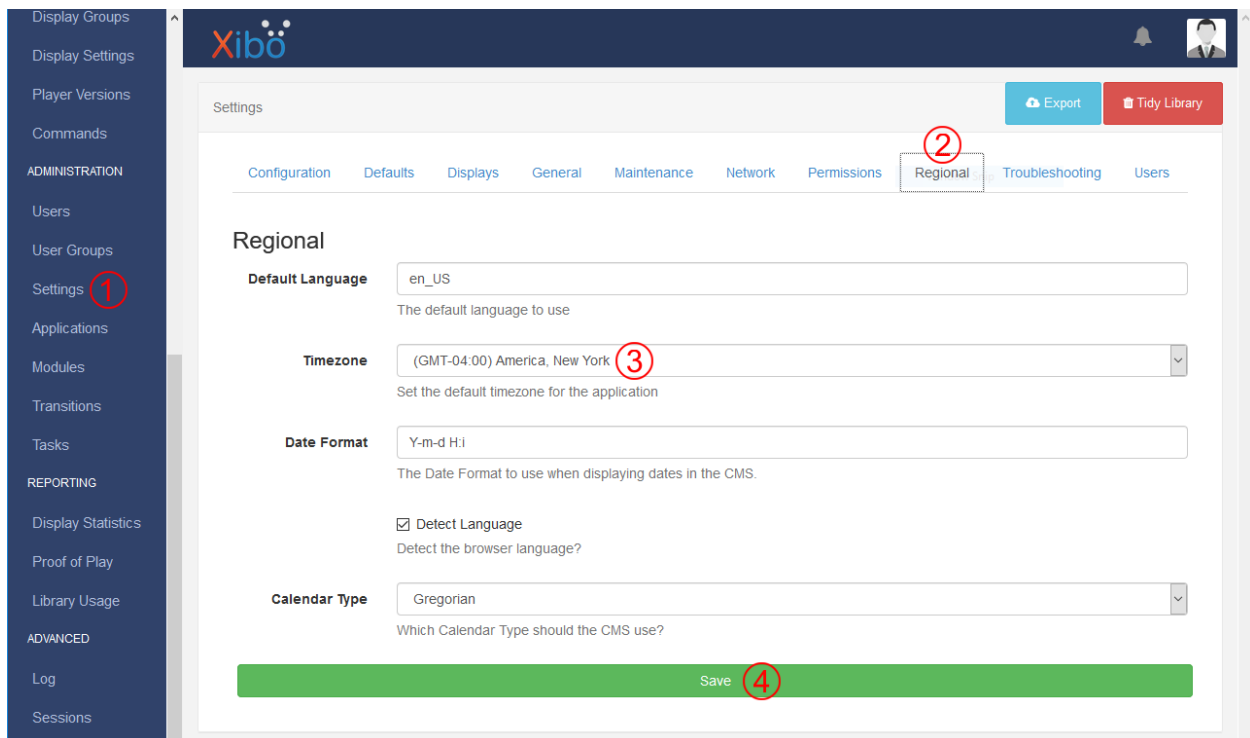 Display Groups
Display Settings
Player Versions
Commands
ADMINISTRATION
Users
User Groups
Settings 1
Applications
Modules
Transitions
Tasks
REPORTING
Display Statistics
Proof of Play
Library Usage
ADVANCED
Log
Sessions
Xibo
Settings
Export
Tidy Library
2
Configuration Defaults Displays General Maintenance Network Permissions Regional Troubleshooting Users
Regional
Default Language en_US
The default language to use
Timezone (GMT-04:00) America, New York 3
Set the default timezone for the application
Date Format Y-m-d H:i
The Date Format to use when displaying dates in the CMS.
Detect Language
Detect the browser language?
Calendar Type Gregorian
Which Calendar Type should the CMS use?
Save 4